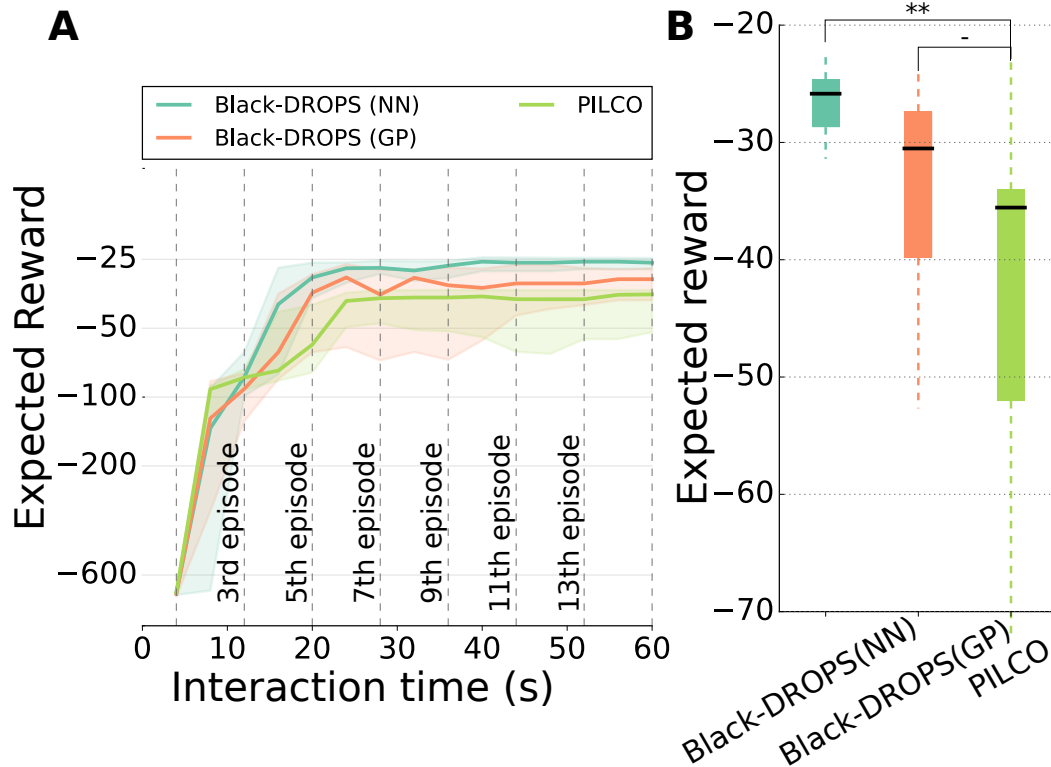 A
Black-DROPS (NN)
PILCO
Black-DROPS (GP)
Expected Reward
−25
−50
−100
−200
−600
3rd episode
5th episode
7th episode
9th episode
11th episode
13th episode
0 10 20 30 40 50 60
Interaction time (s)
B
**
-
Expected reward
−20
−30
−40
−50
−60
−70
Black-DROPS(NN)
Black-DROPS(GP)
PILCO